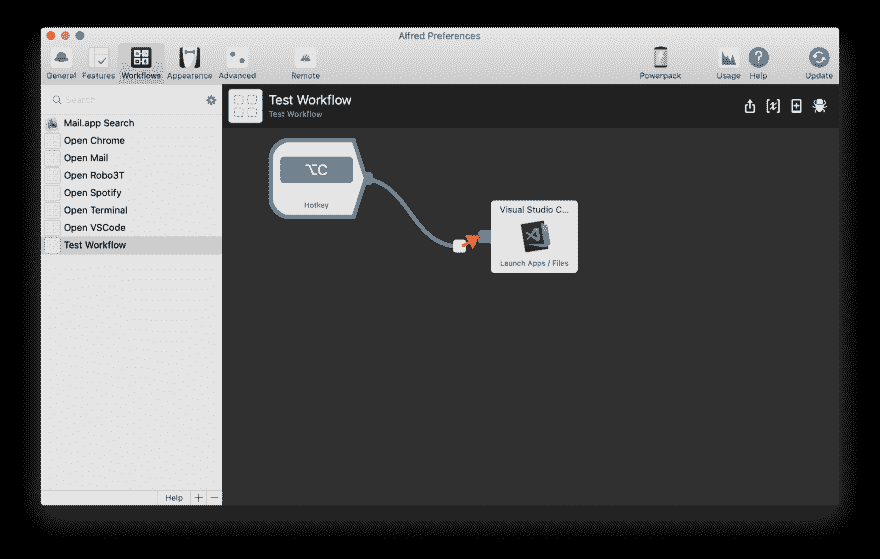 Alfred Preferences
General Features Workflows Appearance Advanced Remote Powerpack Usage Help Update
Search
Test Workflow
Test Workflow
Mail.app Search
Open Chrome
Open Mail
Open Robo3T
Open Spotify
Open Terminal
Open VSCode
Test Workflow
⌥C
Hotkey
Visual Studio C...
Launch Apps / Files
Help + −